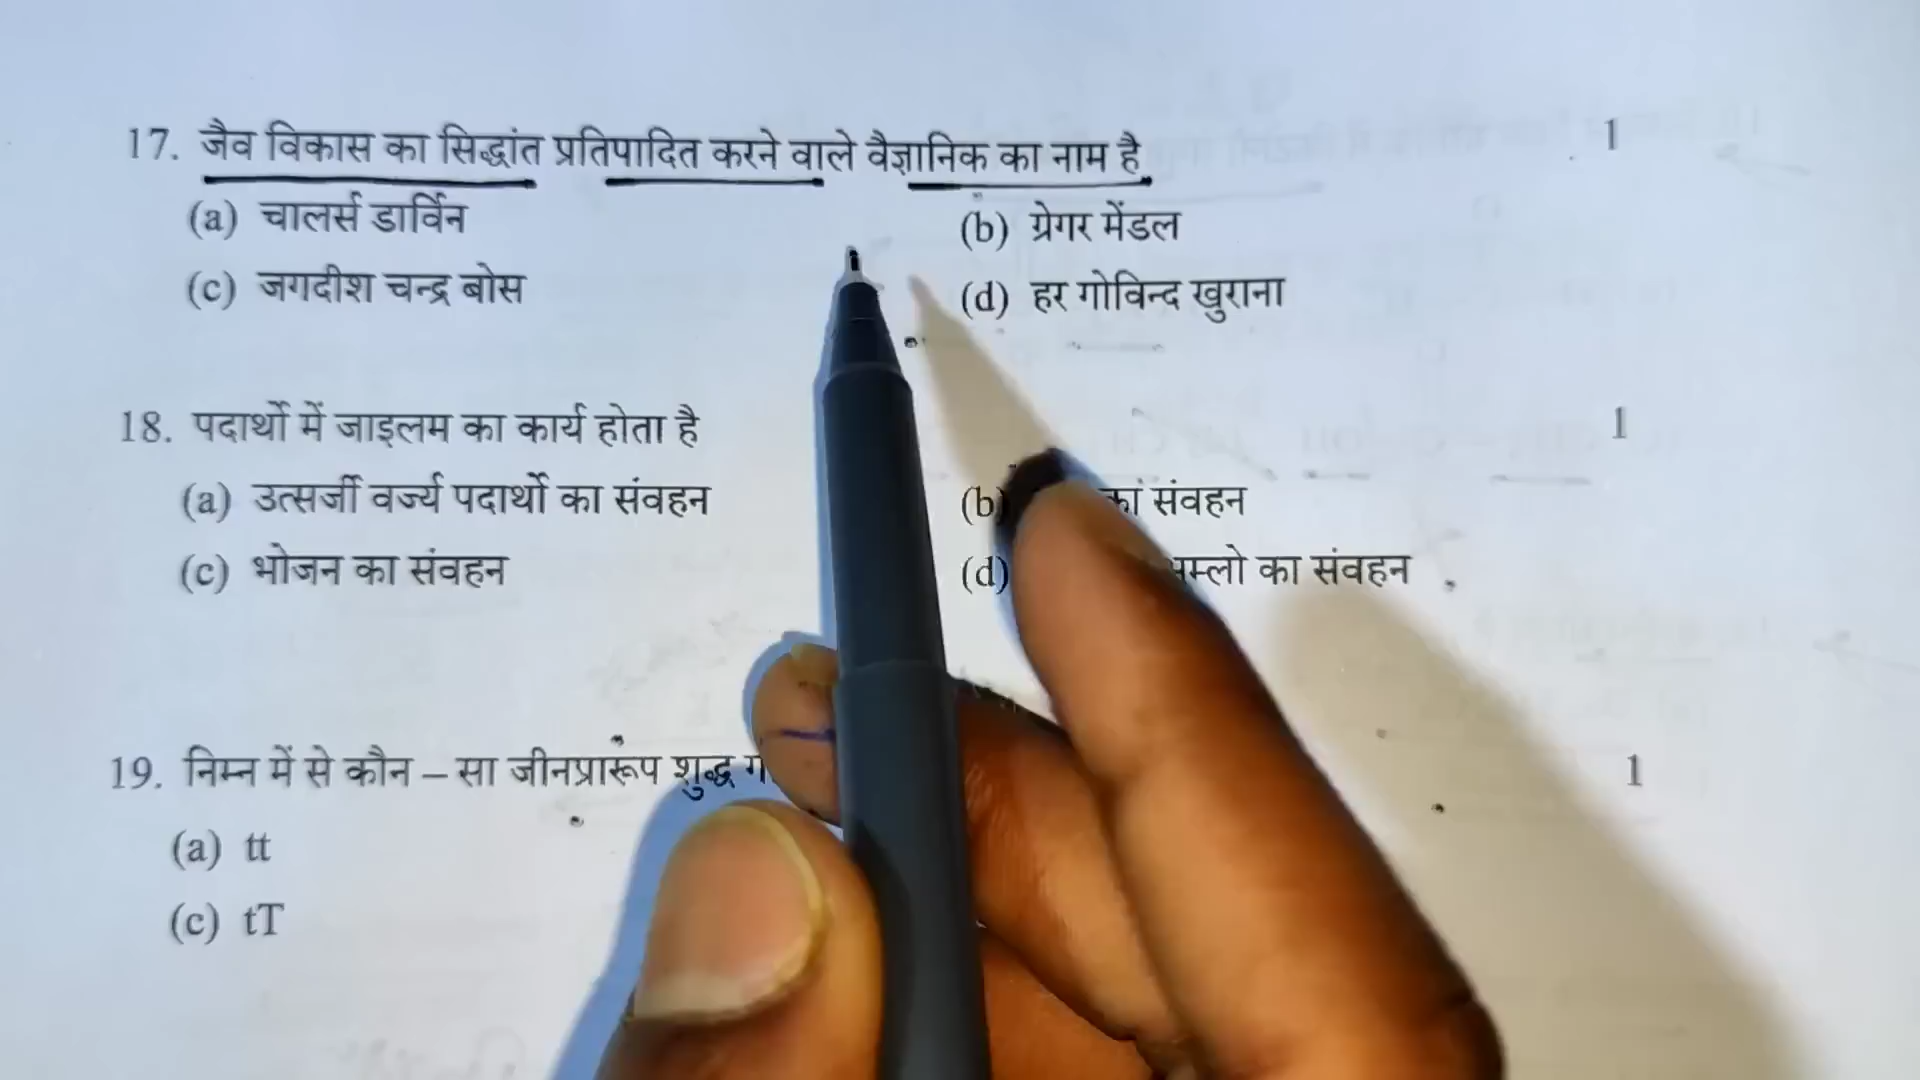 17. जैव विकास का सिद्धांत प्रतिपादित करने वाले वैज्ञानिक का नाम है 1
(a) चालर्स डार्विन (b) ग्रेगर मेंडल
(c) जगदीश चन्द्र बोस (d) हर गोविन्द खुराना
18. पदार्थो में जाइलम का कार्य होता है 1
(a) उत्सर्जी वर्ज्य पदार्थो का संवहन (b) का संवहन
(c) भोजन का संवहन (d) का संवहन
19. निम्न में से कौन – सा जीनप्रारूप शुद्ध 1
(a) tt
(c) tT